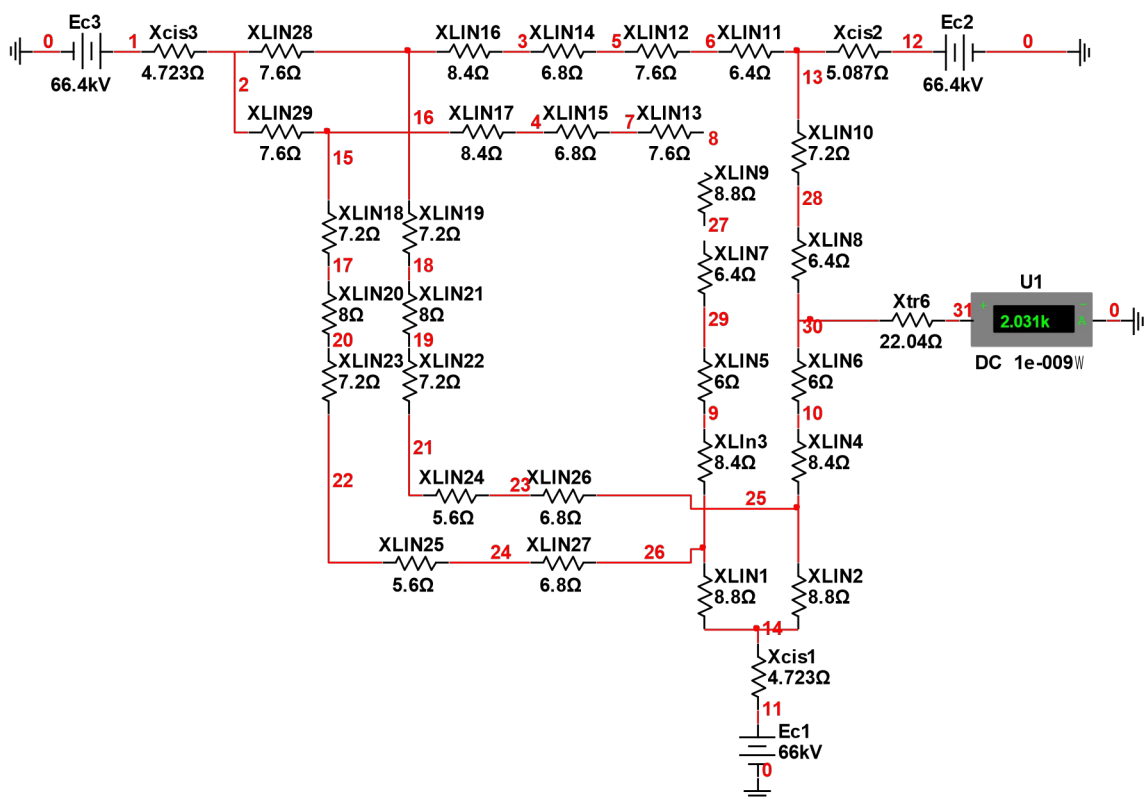 Ec3
0
1
66.4kV
Xcis3
4.723Ω
XLIN28
7.6Ω
XLIN16
8.4Ω
3
XLIN14
6.8Ω
5
XLIN12
7.6Ω
6
XLIN11
6.4Ω
Xcis2
5.087Ω
12
Ec2
66.4kV
0
2
13
XLIN29
7.6Ω
16
XLIN17
8.4Ω
4
XLIN15
6.8Ω
7
XLIN13
7.6Ω
8
XLIN10
7.2Ω
15
XLIN9
8.8Ω
28
27
XLIN18
7.2Ω
XLIN19
7.2Ω
XLIN7
6.4Ω
XLIN8
6.4Ω
17
18
XLIN20
8Ω
XLIN21
8Ω
29
30
Xtr6
22.04Ω
31
U1
+
−
A
2.031k
DC 1e-009W
0
20
19
XLIN23
7.2Ω
XLIN22
7.2Ω
XLIN5
6Ω
XLIN6
6Ω
9
10
XLIn3
8.4Ω
XLIN4
8.4Ω
21
22
XLIN24
5.6Ω
23
XLIN26
6.8Ω
25
XLIN25
5.6Ω
24
XLIN27
6.8Ω
26
XLIN1
8.8Ω
XLIN2
8.8Ω
14
Xcis1
4.723Ω
11
Ec1
66kV
0